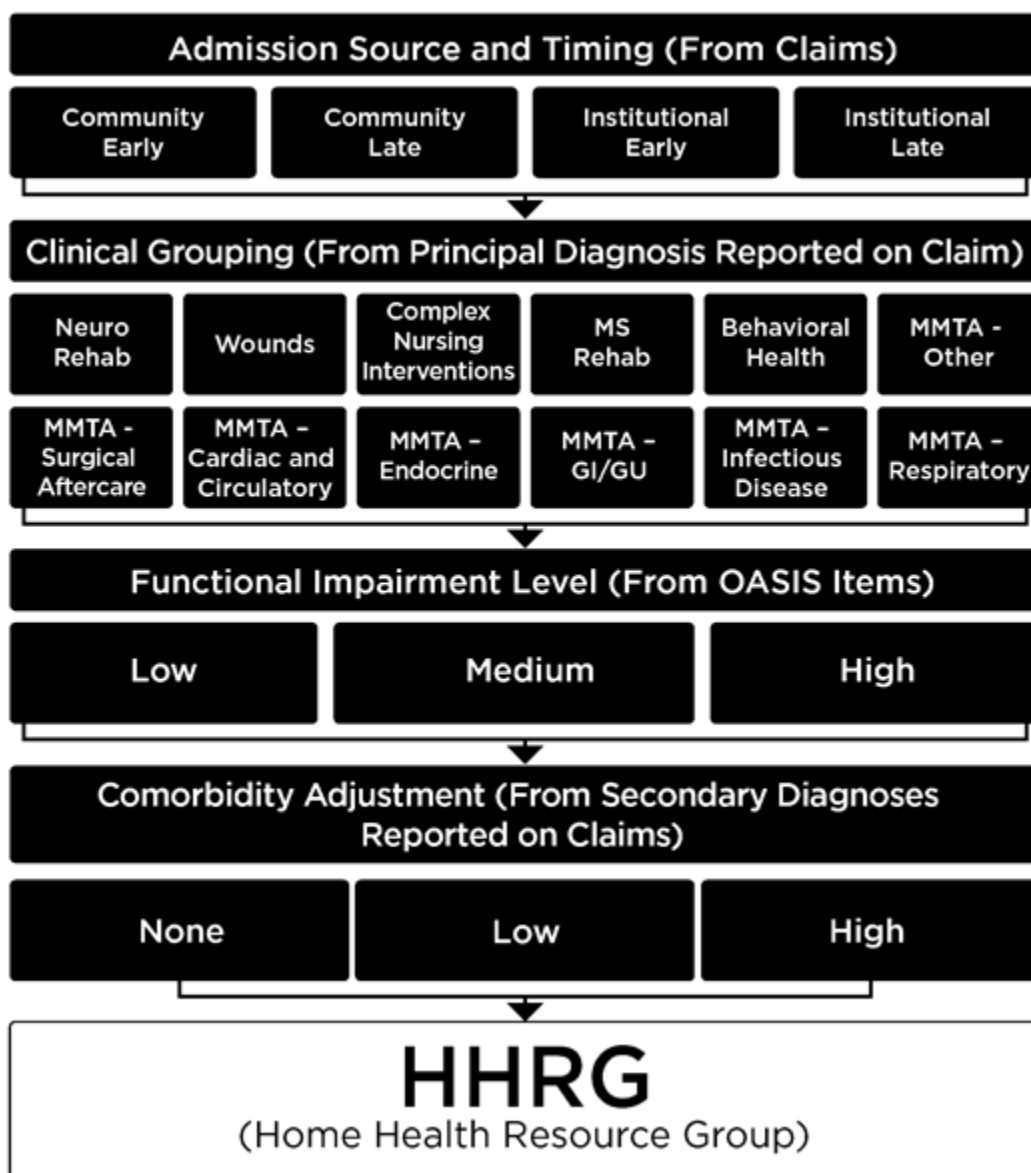 Admission Source and Timing (From Claims)
Community
Early
Community
Late
Institutional
Early
Institutional
Late
Clinical Grouping (From Principal Diagnosis Reported on Claim)
Neuro
Rehab
Wounds
Complex
Nursing
Interventions
MS
Rehab
Behavioral
Health
MMTA -
Other
MMTA -
Surgical
Aftercare
MMTA –
Cardiac and
Circulatory
MMTA –
Endocrine
MMTA –
GI/GU
MMTA –
Infectious
Disease
MMTA –
Respiratory
Functional Impairment Level (From OASIS Items)
Low
Medium
High
Comorbidity Adjustment (From Secondary Diagnoses
Reported on Claims)
None
Low
High
HHRG
(Home Health Resource Group)